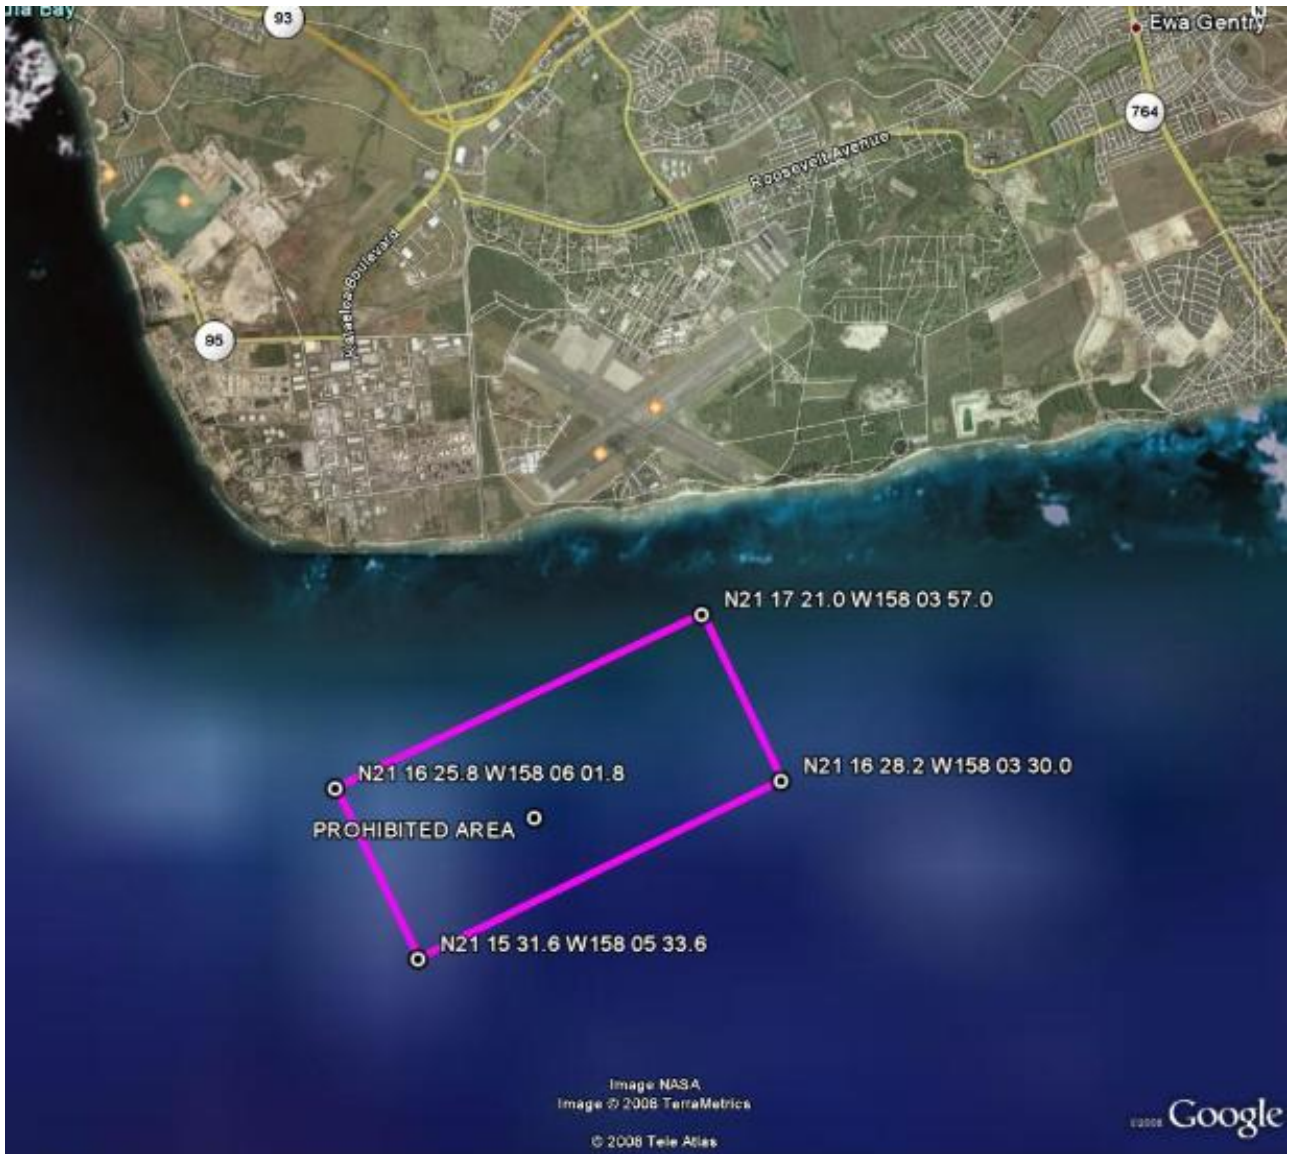 93
Ewa Gentry
764
Roosevelt Avenue
95
N21 17 21.0 W158 03 57.0
N21 16 25.8 W158 06 01.8
N21 16 28.2 W158 03 30.0
PROHIBITED AREA
N21 15 31.6 W158 05 33.6
Image NASA
Image © 2008 TerraMetrics
© 2008 Tele Atlas
©2008 Google